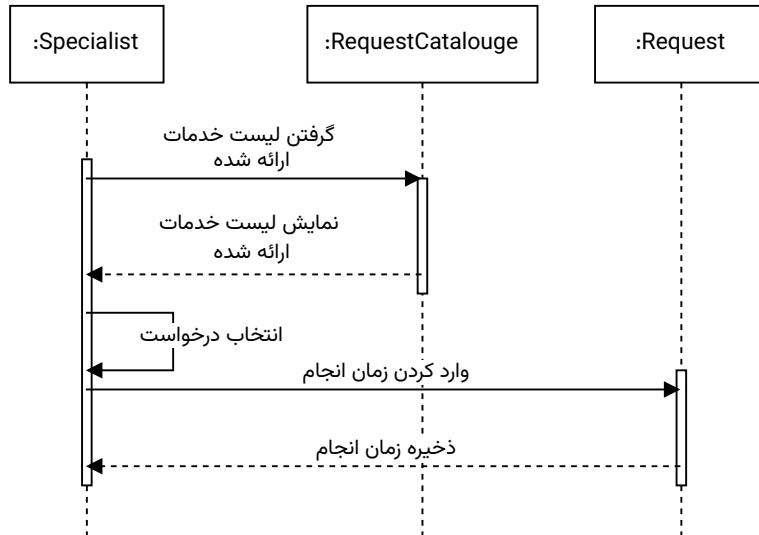 :Specialist
:RequestCatalouge
:Request
گرفتن لیست خدمات
ارائه شده
نمایش لیست خدمات
ارائه شده
انتخاب درخواست
وارد کردن زمان انجام
ذخیره زمان انجام